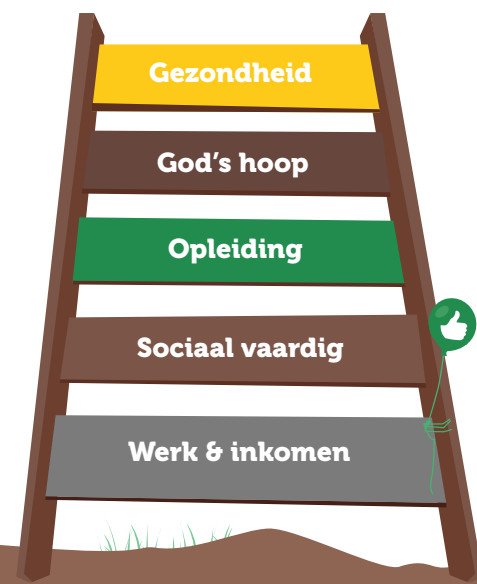 Gezondheid
God’s hoop
Opleiding
Sociaal vaardig
Werk & inkomen